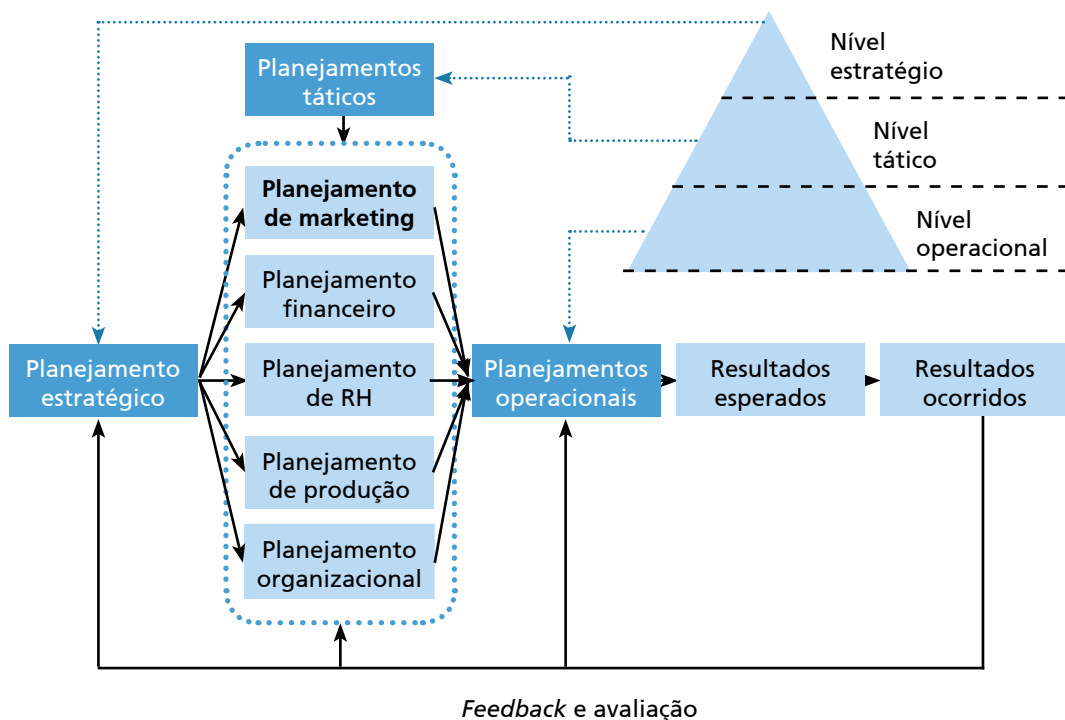 Planejamentos
táticos
Nível
estratégio
Nível
tático
Nível
operacional
Planejamento
de marketing
Planejamento
financeiro
Planejamento
de RH
Planejamento
de produção
Planejamento
organizacional
Planejamento
estratégico
Planejamentos
operacionais
Resultados
esperados
Resultados
ocorridos
Feedback e avaliação